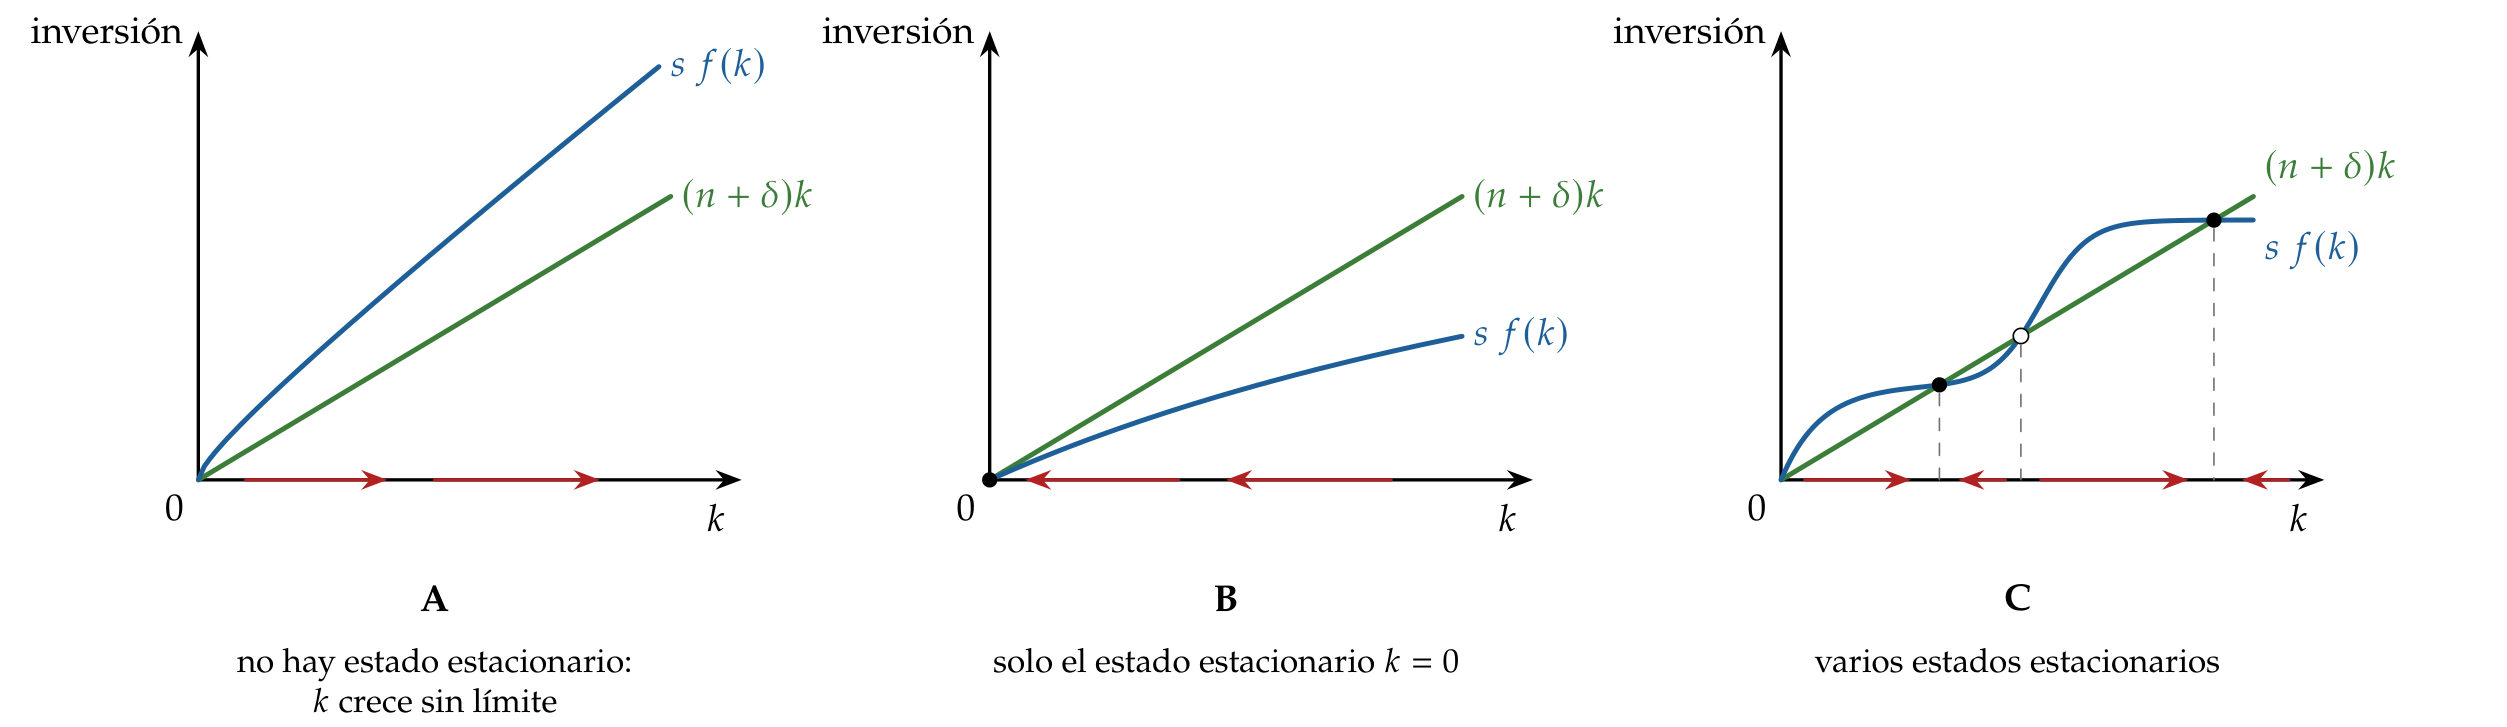 inversión
s f(k)
(n + δ)k
0
k
A
no hay estado estacionario:
k crece sin límite
inversión
(n + δ)k
s f(k)
0
k
B
solo el estado estacionario k = 0
inversión
(n + δ)k
s f(k)
0
k
C
varios estados estacionarios